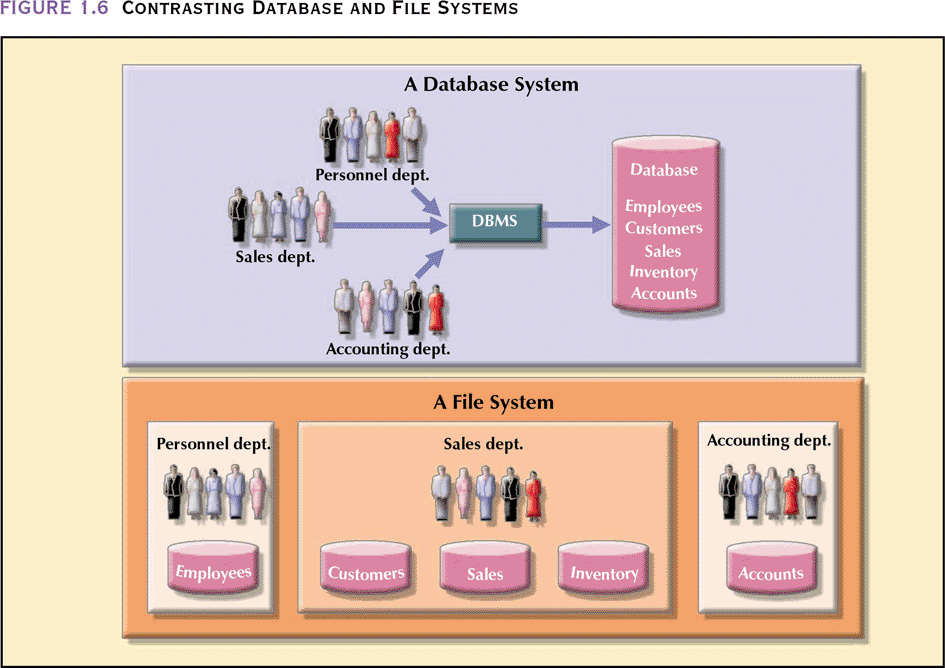 FIGURE 1.6 CONTRASTING DATABASE AND FILE SYSTEMS
A Database System
Personnel dept.
Sales dept.
Accounting dept.
DBMS
Database
Employees
Customers
Sales
Inventory
Accounts
A File System
Personnel dept.
Employees
Sales dept.
Customers
Sales
Inventory
Accounting dept.
Accounts